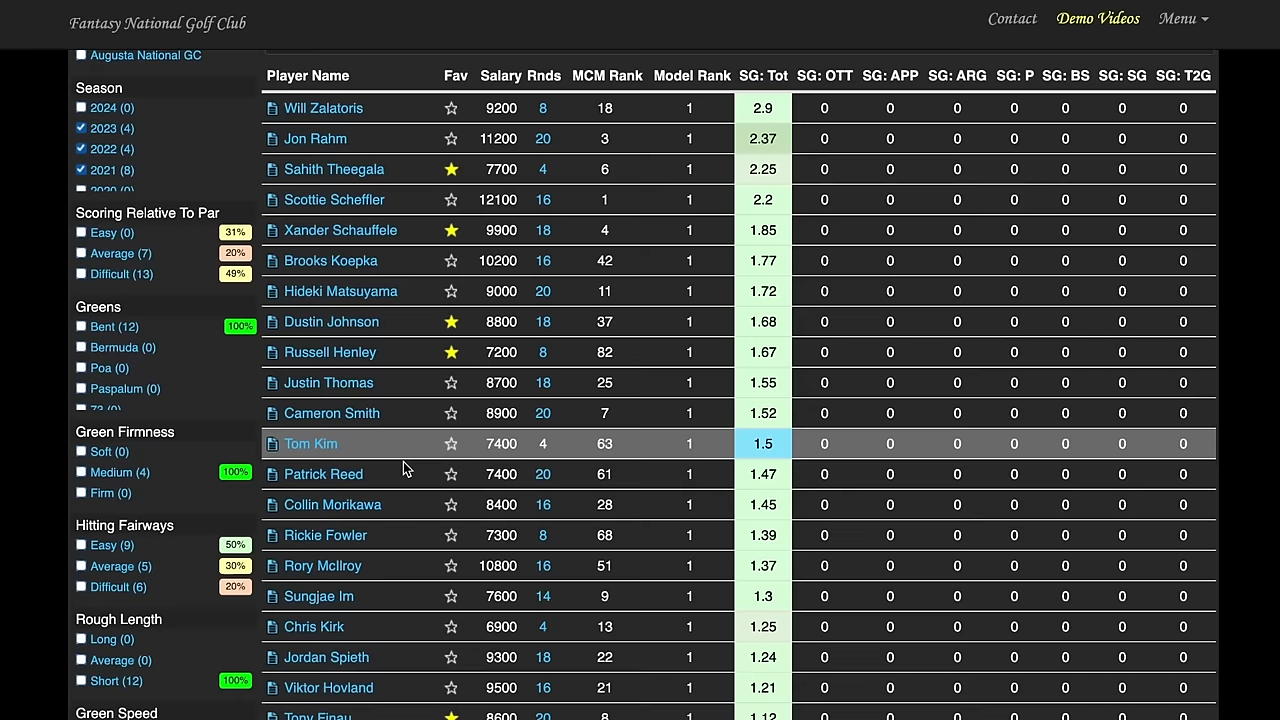 Fantasy National Golf Club
Contact Demo Videos Menu
Augusta National GC
Season
2024 (0)
2023 (4)
2022 (4)
2021 (8)
2020 (0)
Scoring Relative To Par
Easy (0) 31%
Average (7) 20%
Difficult (13) 49%
Greens
Bent (12) 100%
Bermuda (0)
Poa (0)
Paspalum (0)
Green Firmness
Soft (0)
Medium (4) 100%
Firm (0)
Hitting Fairways
Easy (9) 50%
Average (5) 30%
Difficult (6) 20%
Rough Length
Long (0)
Average (0)
Short (12) 100%
Green Speed
Player Name Fav Salary Rnds MCM Rank Model Rank SG: Tot SG: OTT SG: APP SG: ARG SG: P SG: BS SG: SG SG: T2G
Will Zalatoris 9200 8 18 1 2.9 0 0 0 0 0 0 0
Jon Rahm 11200 20 3 1 2.37 0 0 0 0 0 0 0
Sahith Theegala 7700 4 6 1 2.25 0 0 0 0 0 0 0
Scottie Scheffler 12100 16 1 1 2.2 0 0 0 0 0 0 0
Xander Schauffele 9900 18 4 1 1.85 0 0 0 0 0 0 0
Brooks Koepka 10200 16 42 1 1.77 0 0 0 0 0 0 0
Hideki Matsuyama 9000 20 11 1 1.72 0 0 0 0 0 0 0
Dustin Johnson 8800 18 37 1 1.68 0 0 0 0 0 0 0
Russell Henley 7200 8 82 1 1.67 0 0 0 0 0 0 0
Justin Thomas 8700 18 25 1 1.55 0 0 0 0 0 0 0
Cameron Smith 8900 20 7 1 1.52 0 0 0 0 0 0 0
Tom Kim 7400 4 63 1 1.5 0 0 0 0 0 0 0
Patrick Reed 7400 20 61 1 1.47 0 0 0 0 0 0 0
Collin Morikawa 8400 16 28 1 1.45 0 0 0 0 0 0 0
Rickie Fowler 7300 8 68 1 1.39 0 0 0 0 0 0 0
Rory McIlroy 10800 16 51 1 1.37 0 0 0 0 0 0 0
Sungjae Im 7600 14 9 1 1.3 0 0 0 0 0 0 0
Chris Kirk 6900 4 13 1 1.25 0 0 0 0 0 0 0
Jordan Spieth 9300 18 22 1 1.24 0 0 0 0 0 0 0
Viktor Hovland 9500 16 21 1 1.21 0 0 0 0 0 0 0
Tony Finau 8600 20 8 1 1.12 0 0 0 0 0 0 0